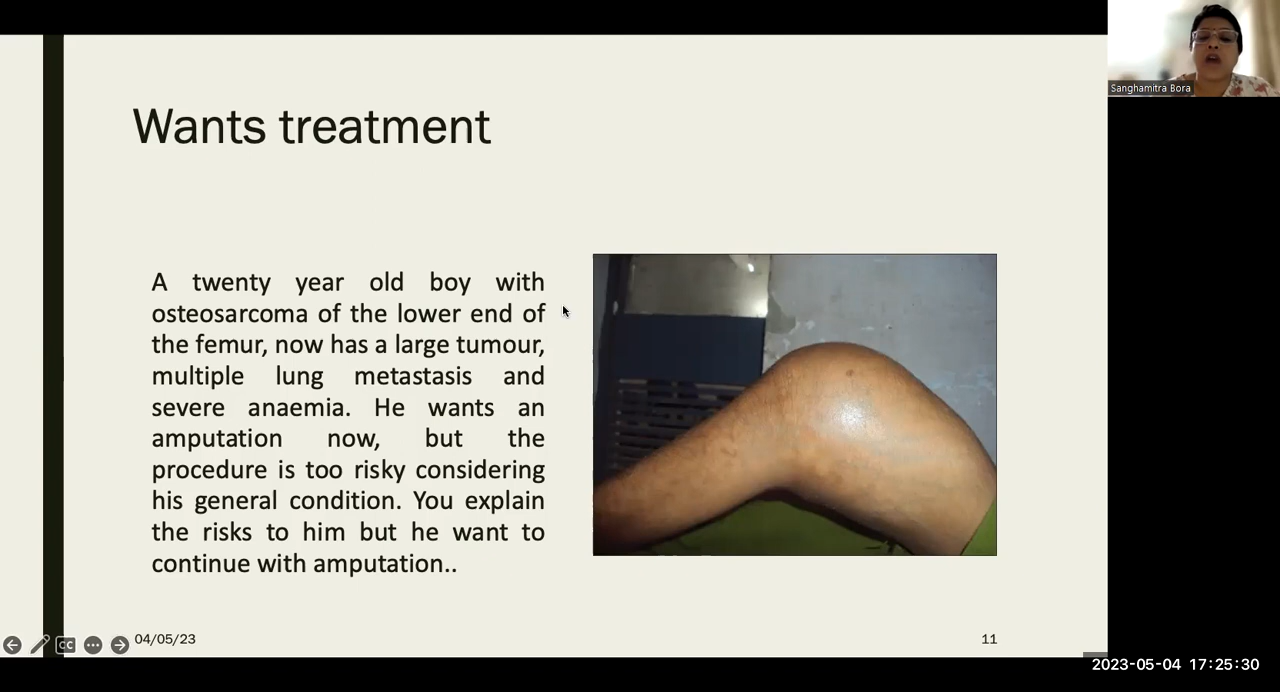 Sanghamitra Bora
Wants treatment
A twenty year old boy with
osteosarcoma of the lower end of
the femur, now has a large tumour,
multiple lung metastasis and
severe anaemia. He wants an
amputation now, but the
procedure is too risky considering
his general condition. You explain
the risks to him but he want to
continue with amputation..
CC
04/05/23
11
2023-05-04 17:25:30